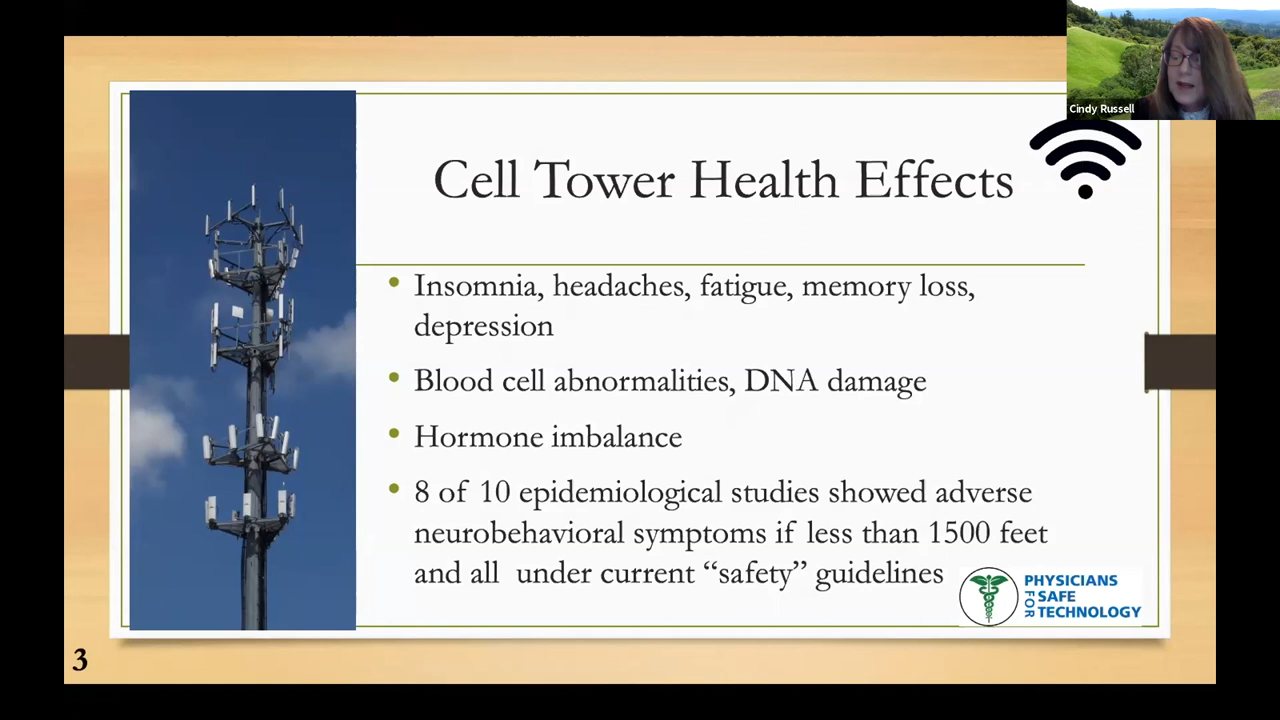 Cindy Russell
Cell Tower Health Effects
• Insomnia, headaches, fatigue, memory loss,
depression
• Blood cell abnormalities, DNA damage
• Hormone imbalance
• 8 of 10 epidemiological studies showed adverse
neurobehavioral symptoms if less than 1500 feet
and all under current “safety” guidelines
PHYSICIANS
FOR SAFE
TECHNOLOGY
3